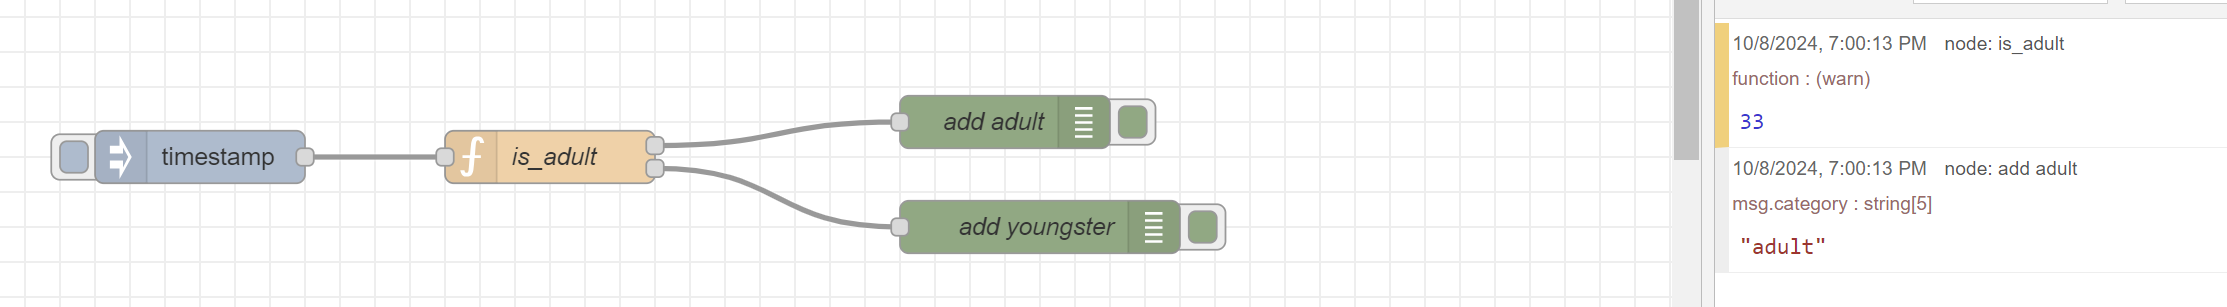 timestamp
is_adult
add adult
add youngster
10/8/2024, 7:00:13 PM node: is_adult
function : (warn)
33
10/8/2024, 7:00:13 PM node: add adult
msg.category : string[5]
"adult"